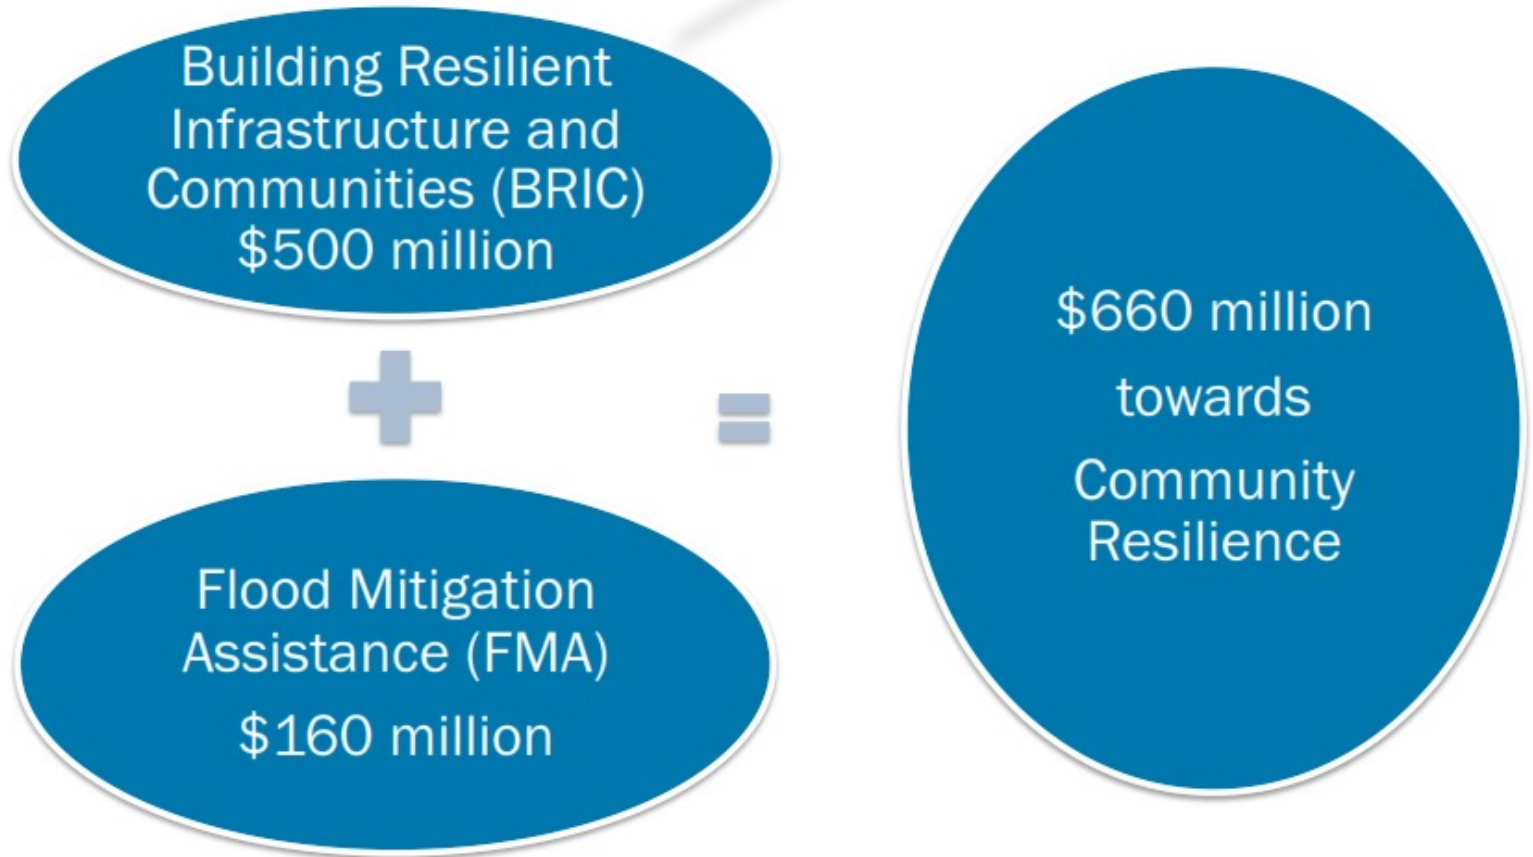 Building Resilient
Infrastructure and
Communities (BRIC)
$500 million
Flood Mitigation
Assistance (FMA)
$160 million
$660 million
towards
Community
Resilience